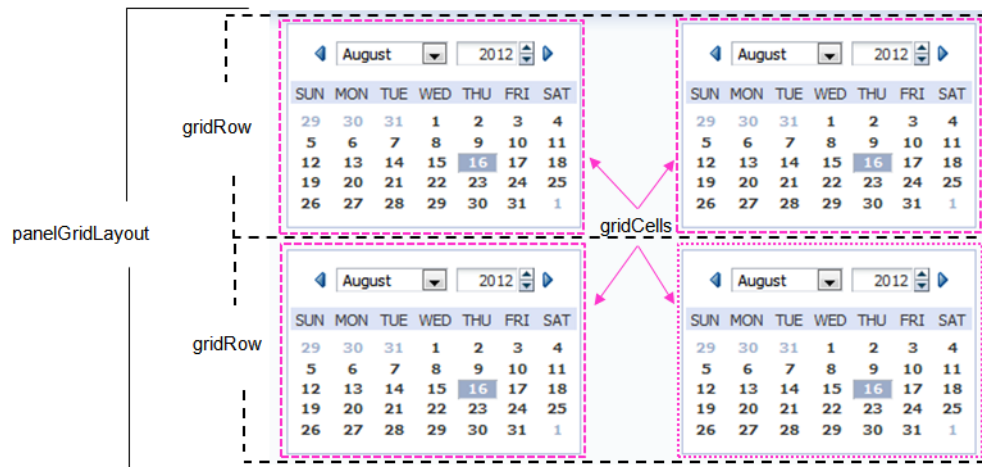 August 2012 August 2012
SUN MON TUE WED THU FRI SAT SUN MON TUE WED THU FRI SAT
29 30 31 1 2 3 4 29 30 31 1 2 3 4
gridRow
5 6 7 8 9 10 11 5 6 7 8 9 10 11
12 13 14 15 16 17 18 12 13 14 15 16 17 18
19 20 21 22 23 24 25 19 20 21 22 23 24 25
26 27 28 29 30 31 1 26 27 28 29 30 31 1
gridCells
panelGridLayout
August 2012 August 2012
SUN MON TUE WED THU FRI SAT SUN MON TUE WED THU FRI SAT
gridRow
29 30 31 1 2 3 4 29 30 31 1 2 3 4
5 6 7 8 9 10 11 5 6 7 8 9 10 11
12 13 14 15 16 17 18 12 13 14 15 16 17 18
19 20 21 22 23 24 25 19 20 21 22 23 24 25
26 27 28 29 30 31 1 26 27 28 29 30 31 1